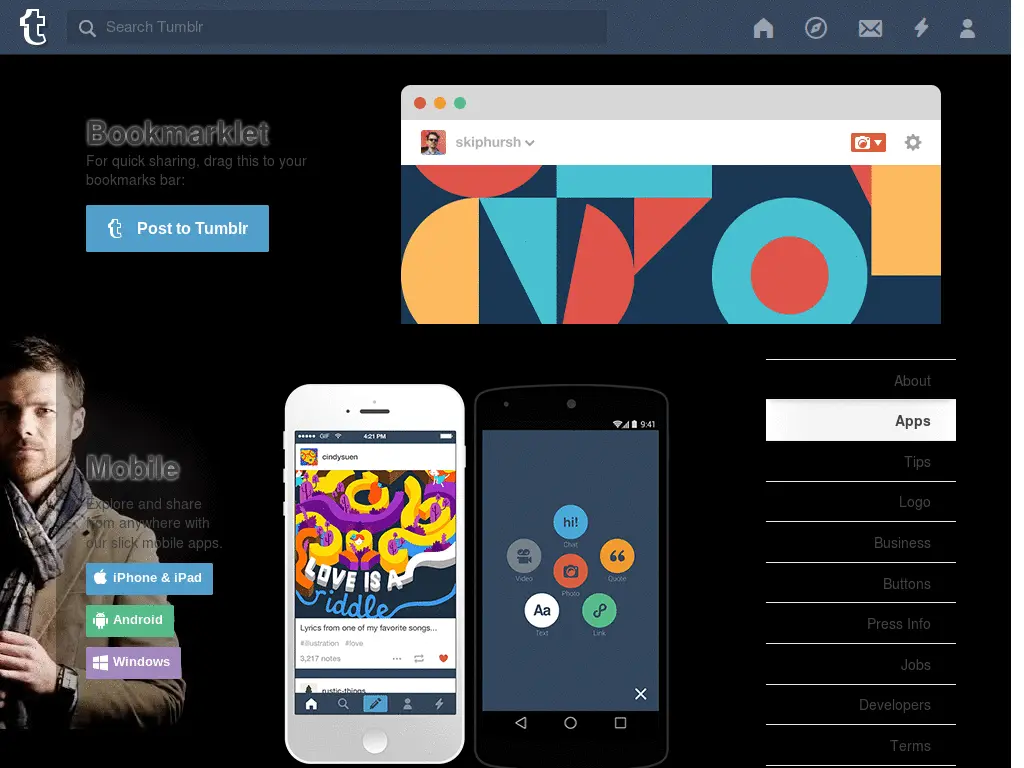 Search Tumblr
Bookmarklet
For quick sharing, drag this to your
bookmarks bar:
Post to Tumblr
skiphursh
Mobile
Explore and share
from anywhere with
our slick mobile apps.
iPhone & iPad
Android
Windows
GIF
4:21 PM
cindysuen
LOVE IS A
riddle
Lyrics from one of my favorite songs...
#illustration #love
3,217 notes
rustic-things
9:41
hi!
Chat
Video
Quote
Photo
Aa
Text
Link
About
Apps
Tips
Logo
Business
Buttons
Press Info
Jobs
Developers
Terms